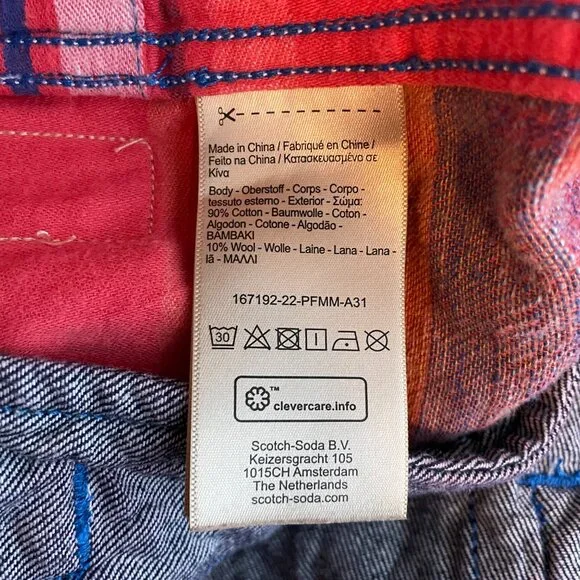 Made in China / Fabriqué en Chine /
Feito na China / Κατασκευασμένο σε
Κίνα
Body - Oberstoff - Corps - Corpo -
tessuto esterno - Exterior - Σώμα:
90% Cotton - Baumwolle - Coton -
Algodon - Cotone - Algodão -
ΒΑΜΒΑΚΙ
10% Wool - Wolle - Laine - Lana - Lana -
lã - ΜΑΛΛΙ
167192-22-PFMM-A31
30
TM
clevercare.info
Scotch-Soda B.V.
Keizersgracht 105
1015CH Amsterdam
The Netherlands
scotch-soda.com